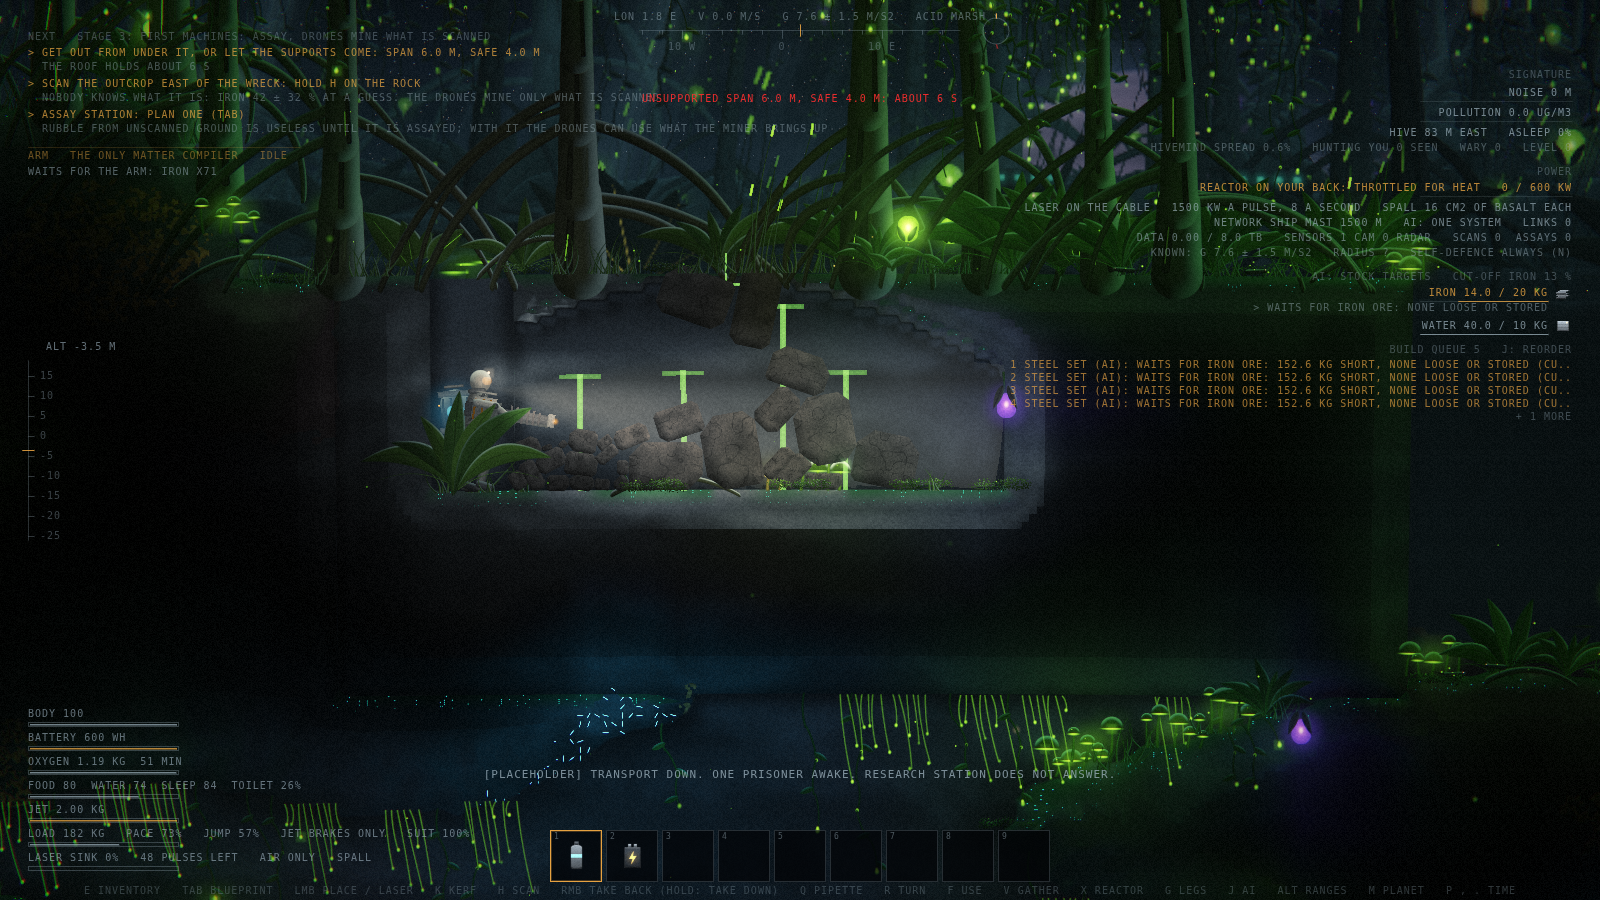 LON 1.8 E   V 0.0 M/S   G 7.6 ± 1.5 M/S2   ACID MARSH
10 W   0   10 E
NEXT   STAGE 3: FIRST MACHINES: ASSAY, DRONES MINE WHAT IS SCANNED
> GET OUT FROM UNDER IT, OR LET THE SUPPORTS COME: SPAN 6.0 M, SAFE 4.0 M
THE ROOF HOLDS ABOUT 6 S
> SCAN THE OUTCROP EAST OF THE WRECK: HOLD H ON THE ROCK
NOBODY KNOWS WHAT IT IS: IRON 42 ± 32 % AT A GUESS. THE DRONES MINE ONLY WHAT IS SCANNED
UNSUPPORTED SPAN 6.0 M, SAFE 4.0 M: ABOUT 6 S
> ASSAY STATION: PLAN ONE (TAB)
RUBBLE FROM UNSCANNED GROUND IS USELESS UNTIL IT IS ASSAYED; WITH IT THE DRONES CAN USE WHAT THE MINER BRINGS UP
ARM   THE ONLY MATTER COMPILER   IDLE
WAITS FOR THE ARM: IRON X71
SIGNATURE
NOISE 0 M
POLLUTION 0.0 UG/M3
HIVE 83 M EAST   ASLEEP 0%
HIVEMIND SPREAD 0.6%   HUNTING YOU 0 SEEN   WARY 0   LEVEL 0
POWER
REACTOR ON YOUR BACK: THROTTLED FOR HEAT   0 / 600 KW
LASER ON THE CABLE   1500 KW A PULSE, 8 A SECOND   SPALL 16 CM2 OF BASALT EACH
NETWORK SHIP MAST 1500 M   AI: ONE SYSTEM   LINKS 0
DATA 0.00 / 8.0 TB   SENSORS 1 CAM 0 RADAR   SCANS 0   ASSAYS 0
KNOWN: G 7.6 ± 1.5 M/S2   RADIUS   SELF-DEFENCE ALWAYS (N)
AI: STOCK TARGETS   CUT-OFF IRON 13 %
IRON 14.0 / 20 KG
> WAITS FOR IRON ORE: NONE LOOSE OR STORED
WATER 40.0 / 10 KG
BUILD QUEUE 5   J: REORDER
1 STEEL SET (AI): WAITS FOR IRON ORE: 152.6 KG SHORT, NONE LOOSE OR STORED (CU..
2 STEEL SET (AI): WAITS FOR IRON ORE: 152.6 KG SHORT, NONE LOOSE OR STORED (CU..
3 STEEL SET (AI): WAITS FOR IRON ORE: 152.6 KG SHORT, NONE LOOSE OR STORED (CU..
4 STEEL SET (AI): WAITS FOR IRON ORE: 152.6 KG SHORT, NONE LOOSE OR STORED (CU..
+ 1 MORE
ALT -3.5 M
15
10
5
0
-5
-10
-15
-20
-25
BODY 100
BATTERY 600 WH
OXYGEN 1.19 KG   51 MIN
FOOD 80   WATER 74   SLEEP 84   TOILET 26%
JET 2.00 KG
LOAD 182 KG   PACE 73%   JUMP 57%   JET BRAKES ONLY   SUIT 100%
LASER SINK 0%   48 PULSES LEFT   AIR ONLY   SPALL
[PLACEHOLDER] TRANSPORT DOWN. ONE PRISONER AWAKE. RESEARCH STATION DOES NOT ANSWER.
1   2   3   4   5   6   7   8   9
E INVENTORY   TAB BLUEPRINT   LMB PLACE / LASER   K KERF   H SCAN   RMB TAKE BACK (HOLD: TAKE DOWN)   Q PIPETTE   R TURN   F USE   V GATHER   X REACTOR   G LEGS   J AI   ALT RANGES   M PLANET   P , . TIME